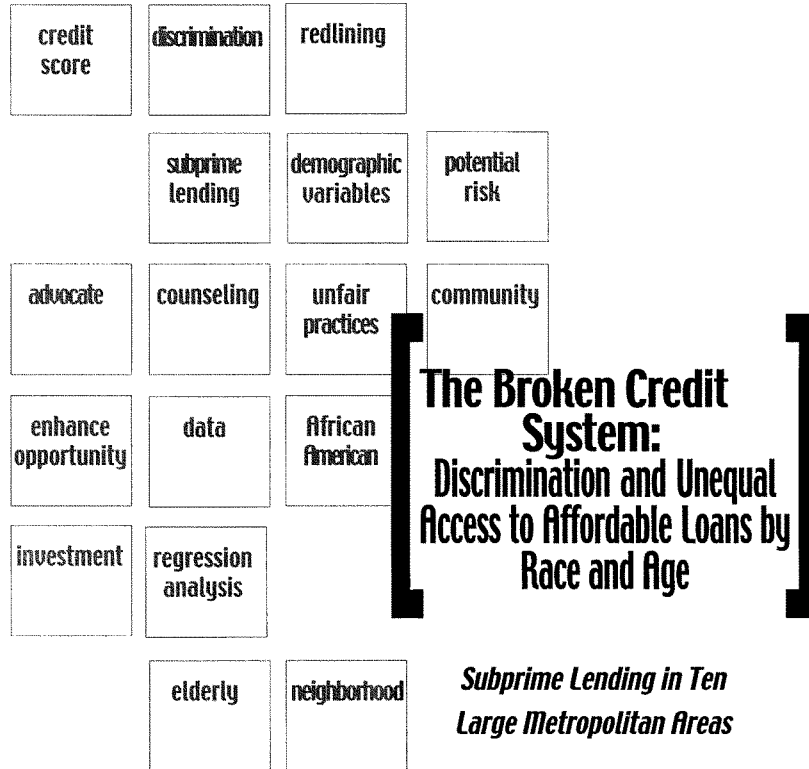 credit
score
discrimination
redlining
subprime
lending
demographic
variables
potential
risk
advocate
counseling
unfair
practices
community
enhance
opportunity
data
African
American
The Broken Credit
System:
Discrimination and Unequal
Access to Affordable Loans by
Race and Age
investment
regression
analysis
elderly
neighborhood
Subprime Lending in Ten
Large Metropolitan Areas